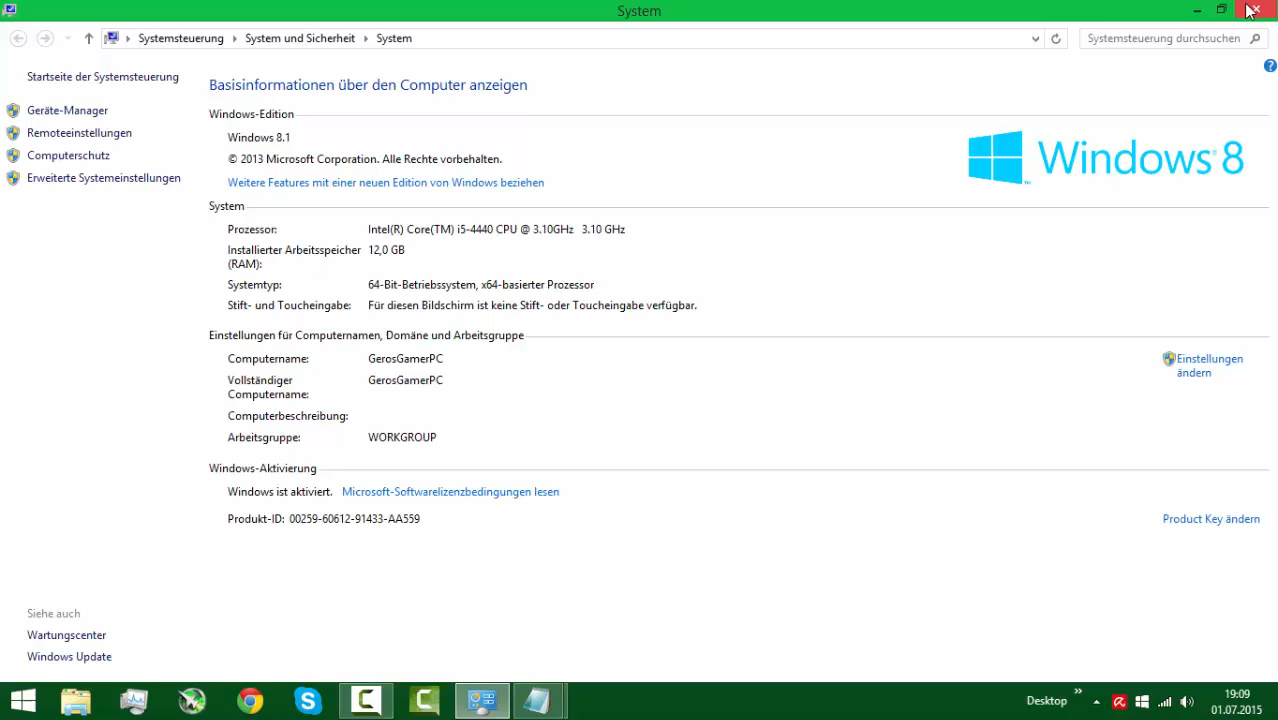 System
Systemsteuerung System und Sicherheit System
Systemsteuerung durchsuchen
Startseite der Systemsteuerung
Geräte-Manager
Remoteeinstellungen
Computerschutz
Erweiterte Systemeinstellungen
Basisinformationen über den Computer anzeigen
Windows-Edition
Windows 8.1
© 2013 Microsoft Corporation. Alle Rechte vorbehalten.
Weitere Features mit einer neuen Edition von Windows beziehen
Windows® 8
System
Prozessor: Intel(R) Core(TM) i5-4440 CPU @ 3.10GHz 3.10 GHz
Installierter Arbeitsspeicher 12,0 GB
(RAM):
Systemtyp: 64-Bit-Betriebssystem, x64-basierter Prozessor
Stift- und Toucheingabe: Für diesen Bildschirm ist keine Stift- oder Toucheingabe verfügbar.
Einstellungen für Computernamen, Domäne und Arbeitsgruppe
Computername: GerosGamerPC
Einstellungen
ändern
Vollständiger GerosGamerPC
Computername:
Computerbeschreibung:
Arbeitsgruppe: WORKGROUP
Windows-Aktivierung
Windows ist aktiviert. Microsoft-Softwarelizenzbedingungen lesen
Produkt-ID: 00259-60612-91433-AA559
Product Key ändern
Siehe auch
Wartungscenter
Windows Update
Desktop
19:09
01.07.2015